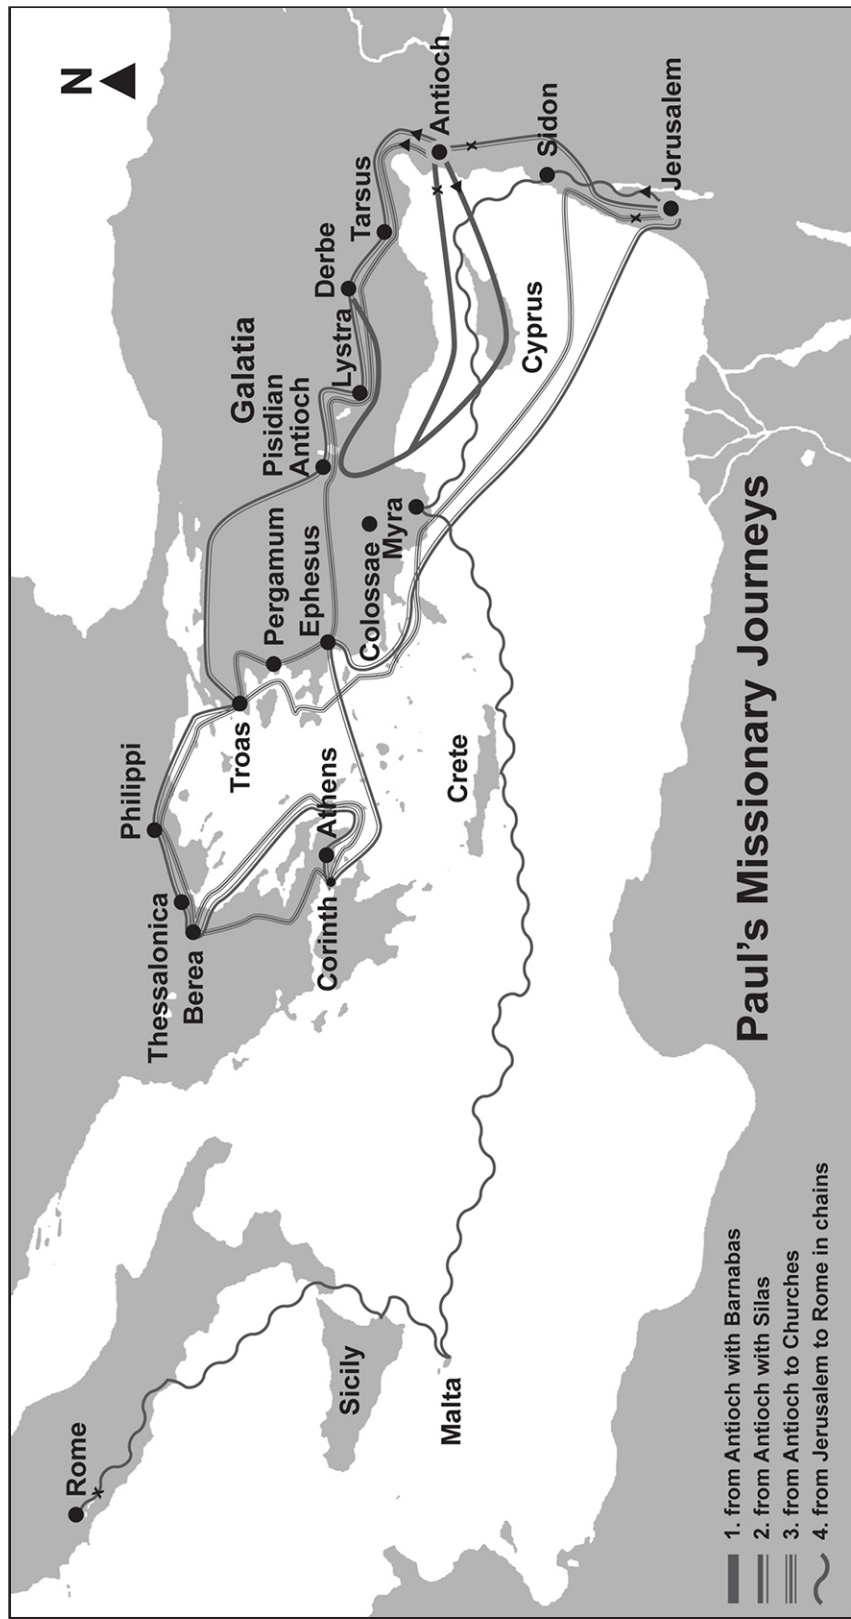 N
Rome
Sicily
Malta
Thessalonica
Berea
Philippi
Corinth
Athens
Troas
Crete
Pergamum
Ephesus
Colossae
Myra
Galatia
Pisidian
Antioch
Lystra
Derbe
Tarsus
Cyprus
Antioch
Sidon
Jerusalem
Paul's Missionary Journeys
1. from Antioch with Barnabas
2. from Antioch with Silas
3. from Antioch to Churches
4. from Jerusalem to Rome in chains